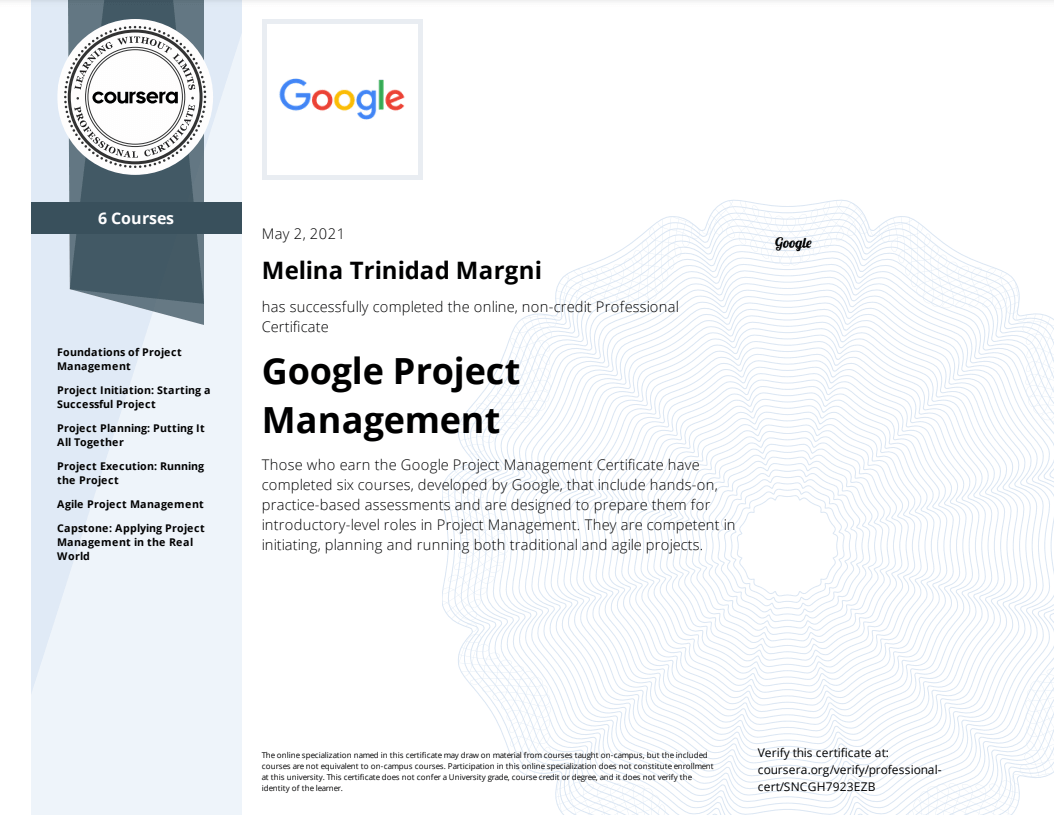 LEARNING WITHOUT LIMITS
coursera
PROFESSIONAL CERTIFICATE
6 Courses
Foundations of Project
Management
Project Initiation: Starting a
Successful Project
Project Planning: Putting It
All Together
Project Execution: Running
the Project
Agile Project Management
Capstone: Applying Project
Management in the Real
World
Google
May 2, 2021
Melina Trinidad Margni
has successfully completed the online, non-credit Professional
Certificate
Google Project
Management
Those who earn the Google Project Management Certificate have
completed six courses, developed by Google, that include hands-on,
practice-based assessments and are designed to prepare them for
introductory-level roles in Project Management. They are competent in
initiating, planning and running both traditional and agile projects.
Google
The online specialization named in this certificate may draw on material from courses taught on-campus, but the included
courses are not equivalent to on-campus courses. Participation in this online specialization does not constitute enrollment
at this university. This certificate does not confer a University grade, course credit or degree, and it does not verify the
identity of the learner.
Verify this certificate at:
coursera.org/verify/professional-
cert/SNCGH7923EZB